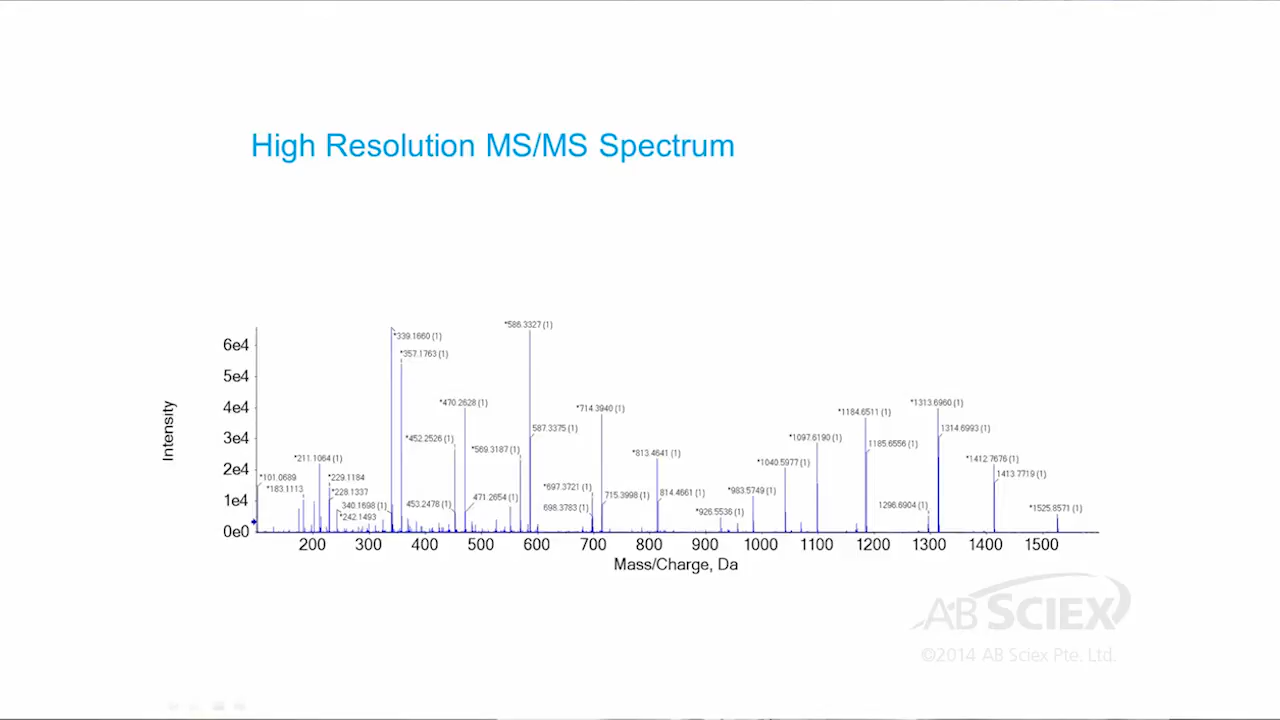 High Resolution MS/MS Spectrum
Intensity
6e4
5e4
4e4
3e4
2e4
1e4
0e0
*101.0689
*183.1113
*211.1064 (1)
*229.1184
*228.1337
340.1698 (1)
*242.1493
*339.1660 (1)
*357.1763 (1)
*452.2526 (1)
453.2478 (1)
*470.2628 (1)
471.2654 (1)
*569.3187 (1)
*586.3327 (1)
587.3375 (1)
*697.3721 (1)
698.3783 (1)
*714.3940 (1)
715.3998 (1)
*813.4641 (1)
814.4661 (1)
*926.5536 (1)
*983.5749 (1)
*1040.5977 (1)
*1097.6190 (1)
*1184.6511 (1)
1185.6556 (1)
1296.6904 (1)
*1313.6960 (1)
1314.6993 (1)
*1412.7676 (1)
1413.7719 (1)
*1525.8571 (1)
200 300 400 500 600 700 800 900 1000 1100 1200 1300 1400 1500
Mass/Charge, Da
AB SCIEX
©2014 AB Sciex Pte. Ltd.